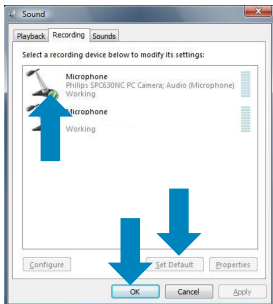 Sound
Playback Recording Sounds
Select a recording device below to modify its settings:
Microphone
Philips SPC630NC PC Camera; Audio (Microphone)
Working
Microphone
Working
Configure Set Default Properties
OK Cancel Apply